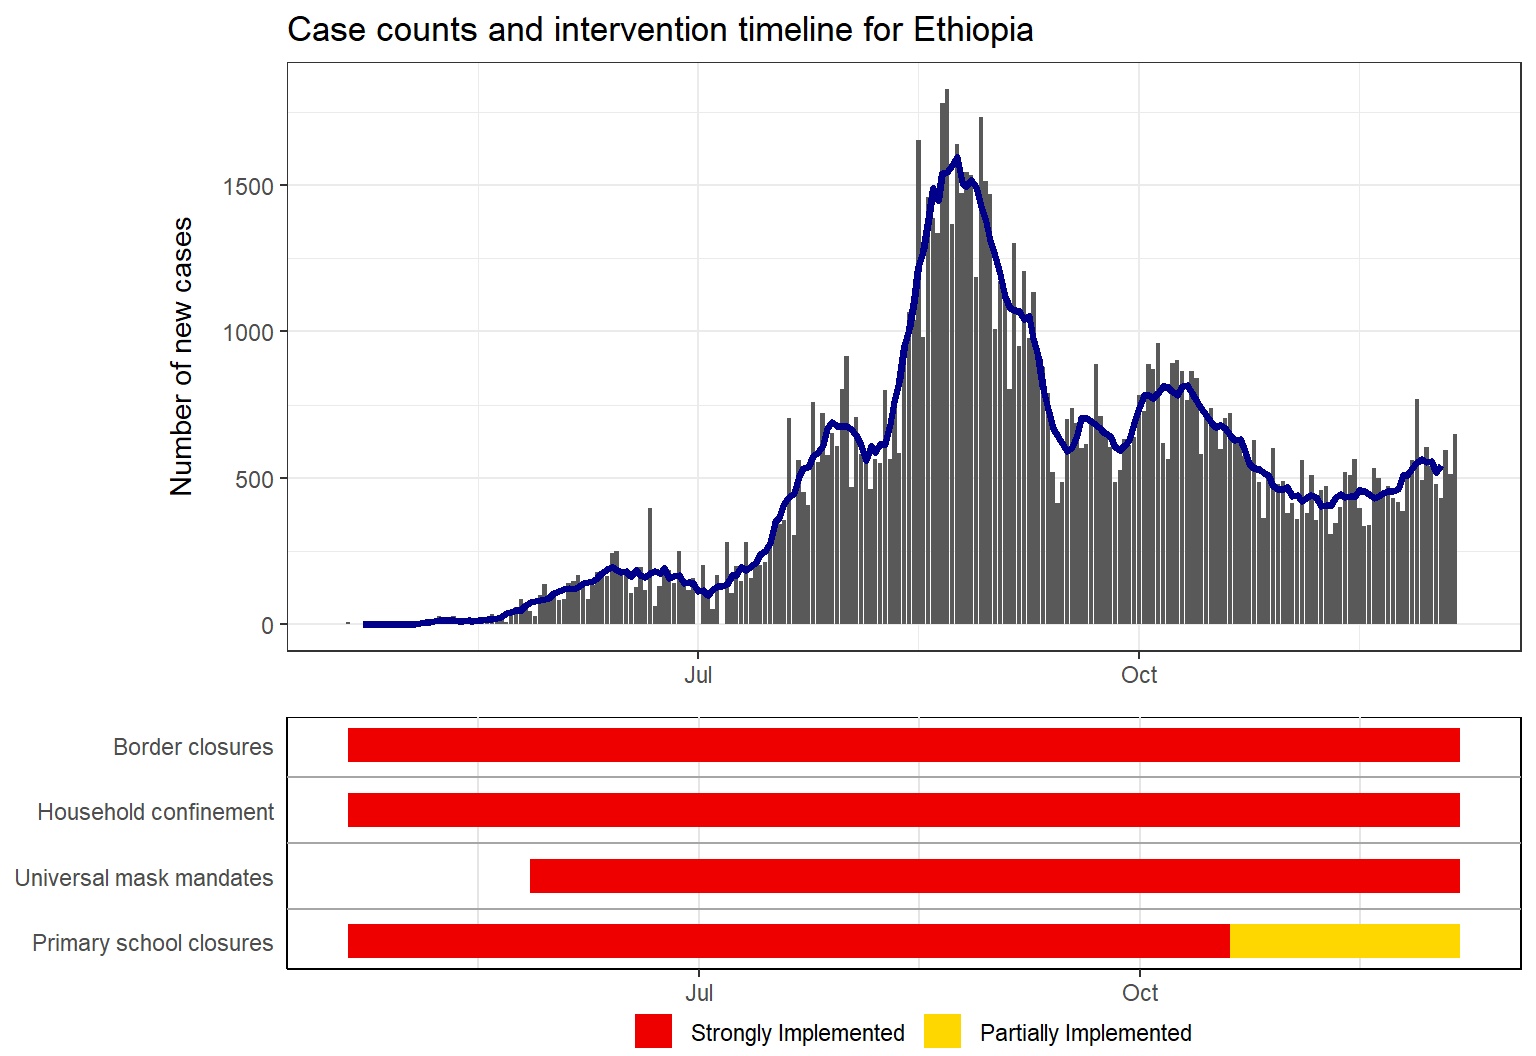 Case counts and intervention timeline for Ethiopia
Number of new cases
1500
1000
500
0
Jul
Oct
Border closures
Household confinement
Universal mask mandates
Primary school closures
Jul
Oct
Strongly Implemented
Partially Implemented